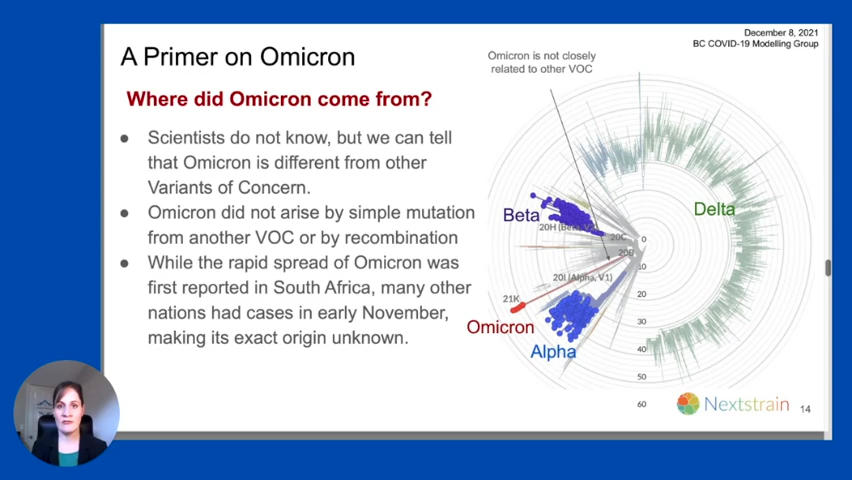 December 8, 2021
BC COVID-19 Modelling Group
A Primer on Omicron
Where did Omicron come from?
● Scientists do not know, but we can tell
that Omicron is different from other
Variants of Concern.
● Omicron did not arise by simple mutation
from another VOC or by recombination
● While the rapid spread of Omicron was
first reported in South Africa, many other
nations had cases in early November,
making its exact origin unknown.
Omicron is not closely
related to other VOC
Beta
Delta
20H (Beta,
20C
20B
20I (Alpha, V1)
21K
Omicron
Alpha
0
10
20
30
40
50
60
Nextstrain
14